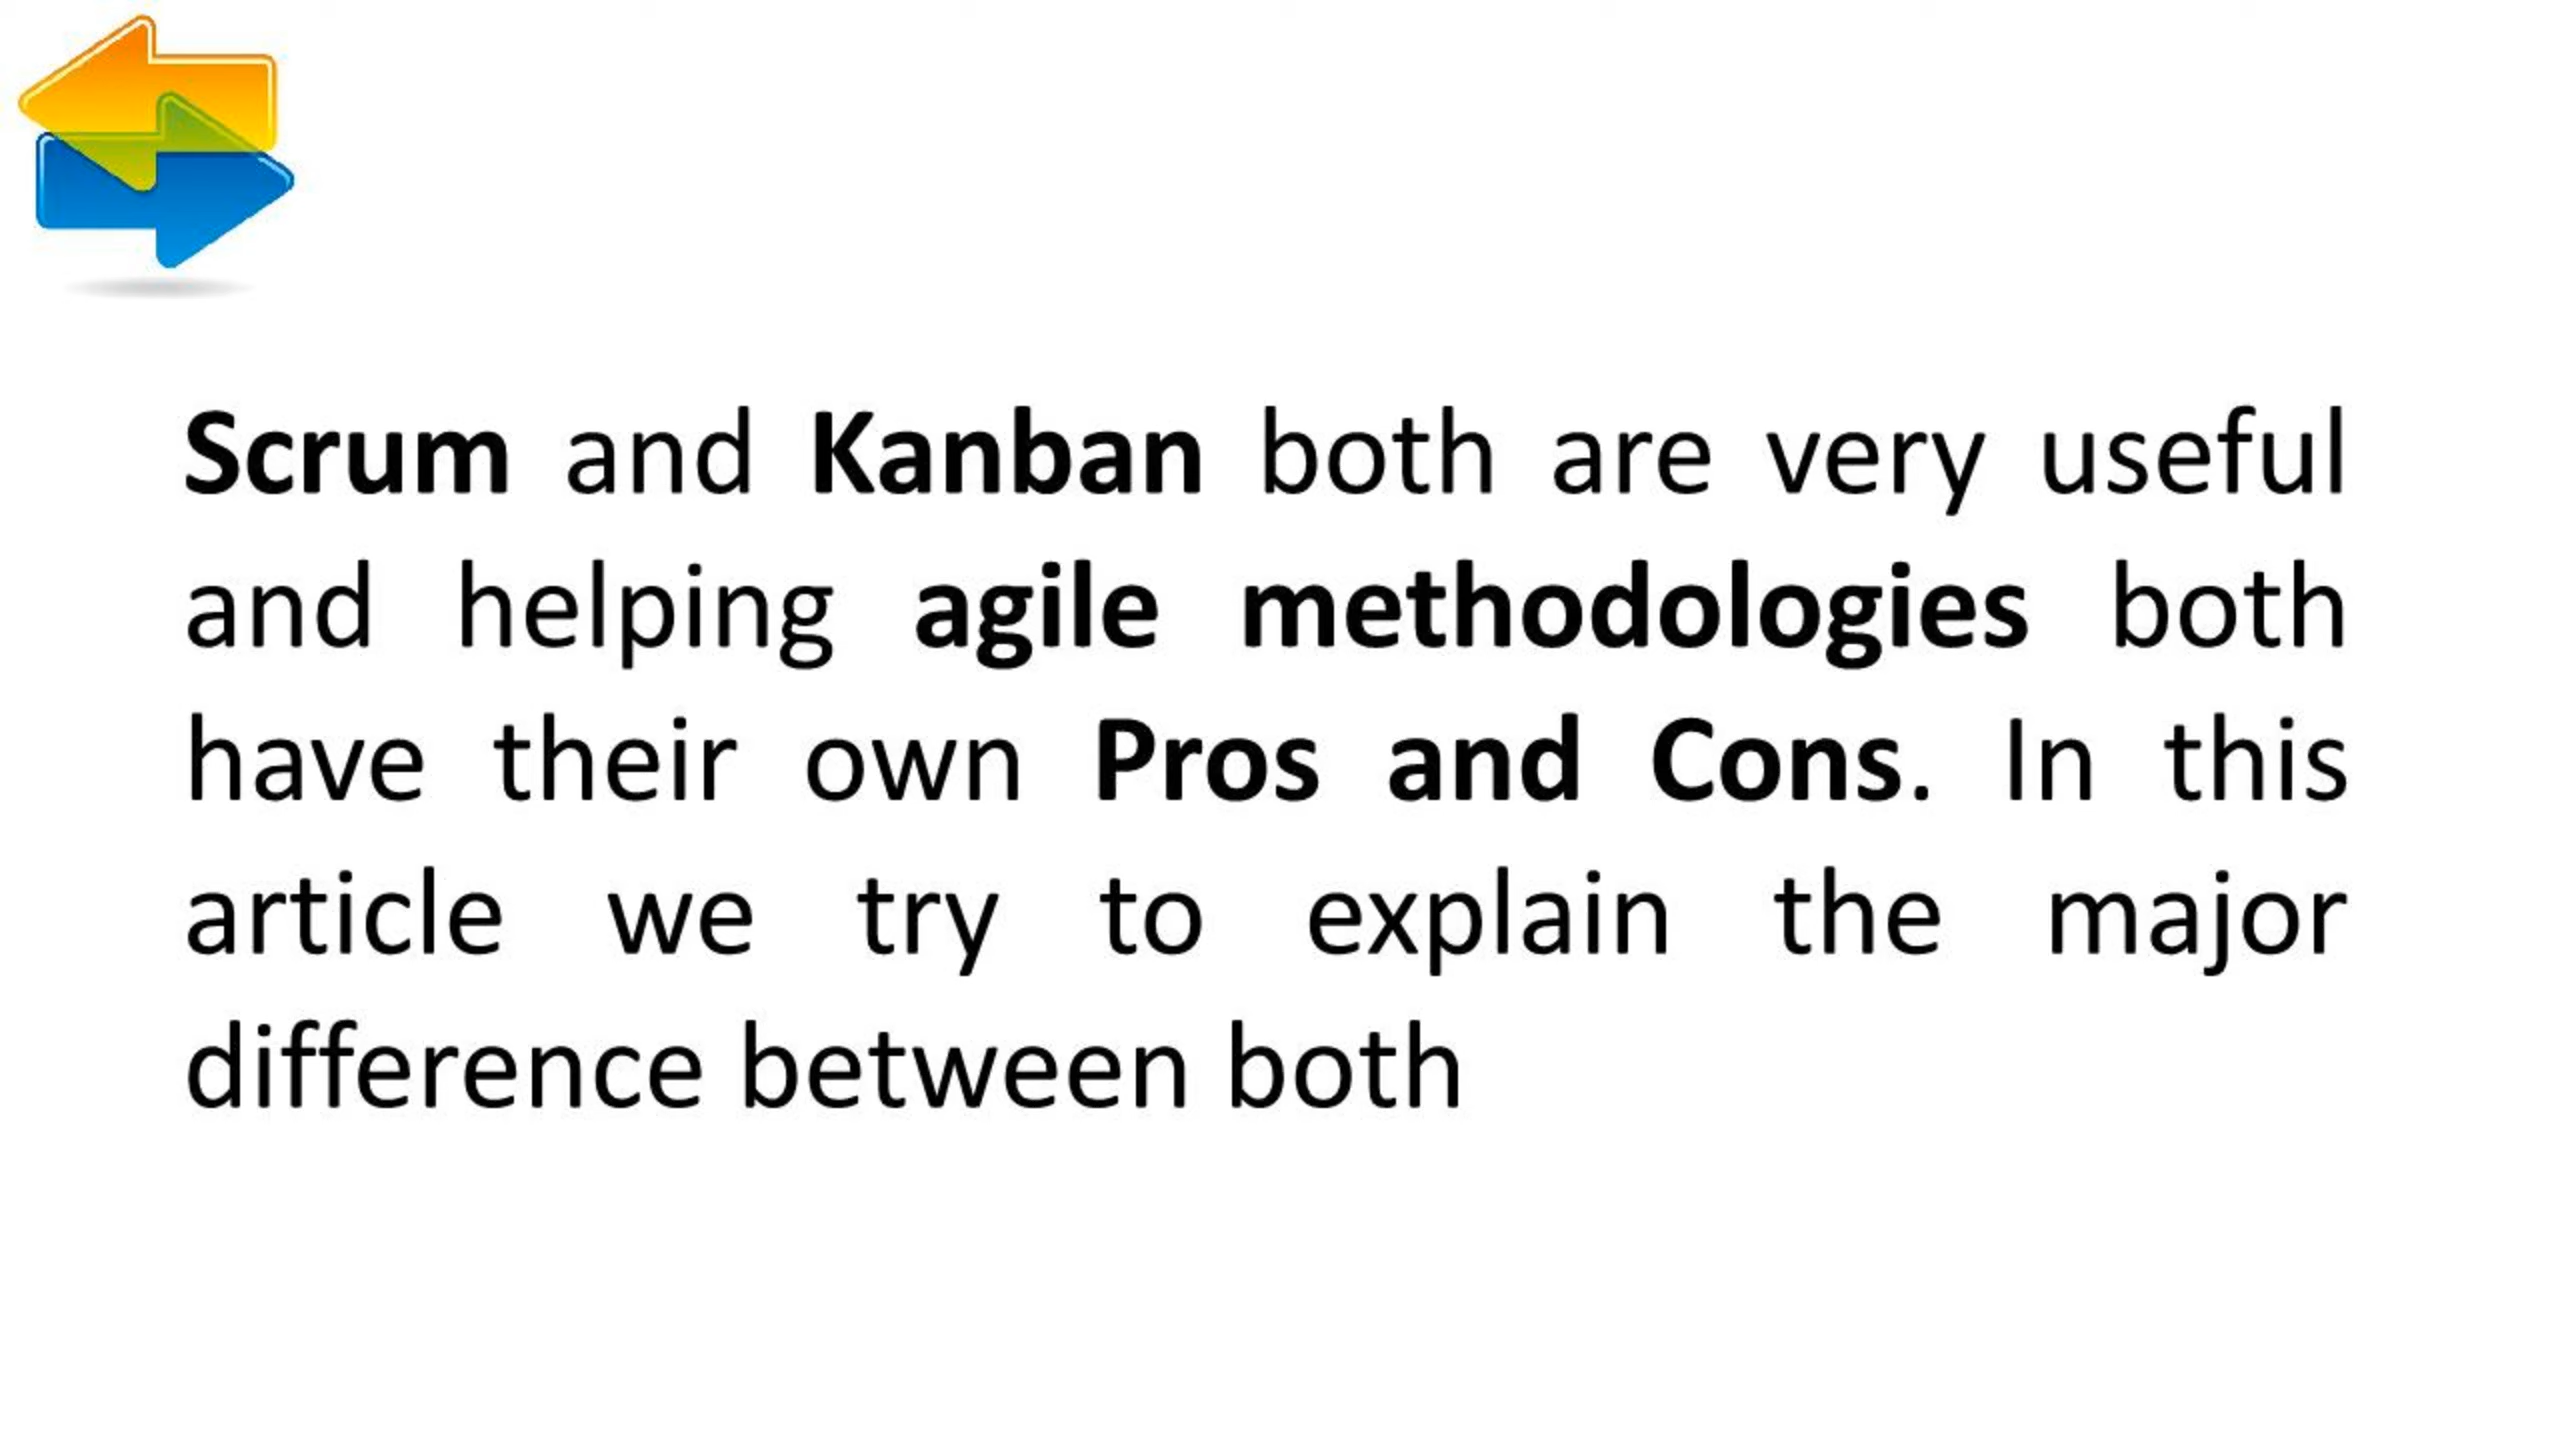 Scrum and Kanban both are very useful
and helping agile methodologies both
have their own Pros and Cons. In this
article we try to explain the major
difference between both